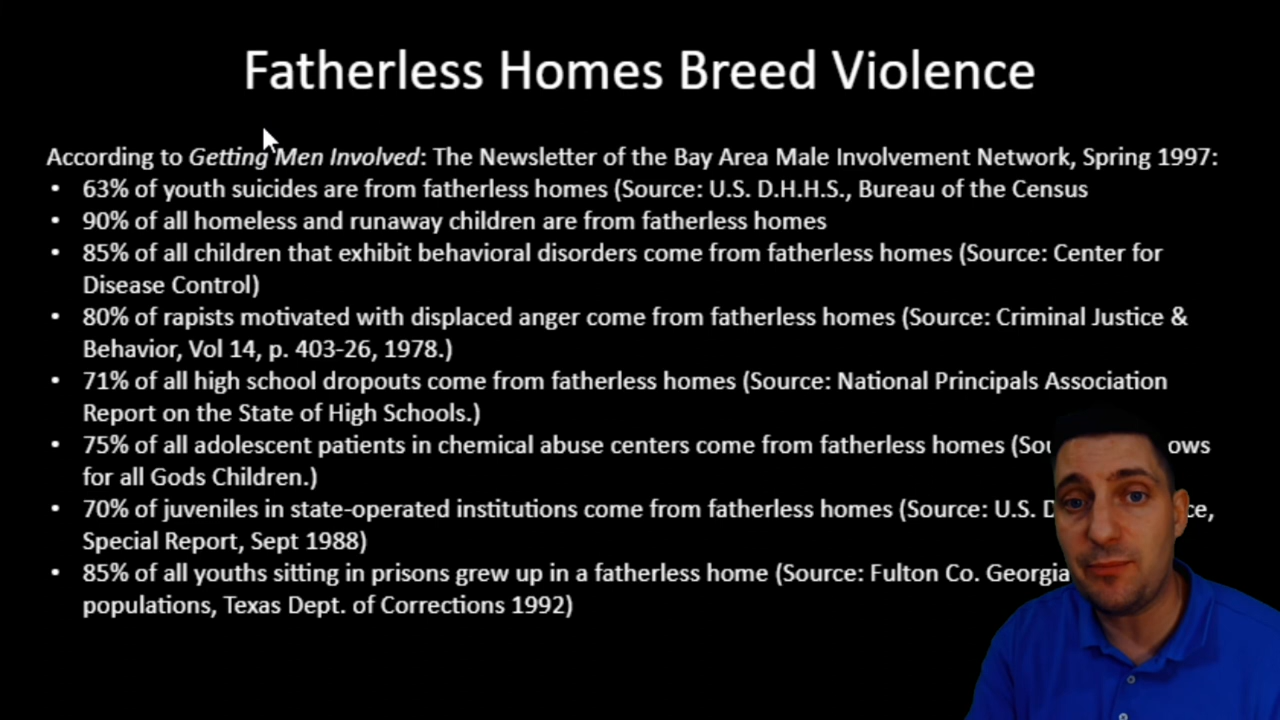 Fatherless Homes Breed Violence
According to Getting Men Involved: The Newsletter of the Bay Area Male Involvement Network, Spring 1997:
• 63% of youth suicides are from fatherless homes (Source: U.S. D.H.H.S., Bureau of the Census
• 90% of all homeless and runaway children are from fatherless homes
• 85% of all children that exhibit behavioral disorders come from fatherless homes (Source: Center for
Disease Control)
• 80% of rapists motivated with displaced anger come from fatherless homes (Source: Criminal Justice &
Behavior, Vol 14, p. 403-26, 1978.)
• 71% of all high school dropouts come from fatherless homes (Source: National Principals Association
Report on the State of High Schools.)
• 75% of all adolescent patients in chemical abuse centers come from fatherless homes
for all Gods Children.)
• 70% of juveniles in state-operated institutions come from fatherless homes (Source: U.S.
Special Report, Sept 1988)
• 85% of all youths sitting in prisons grew up in a fatherless home (Source: Fulton Co. Georgia
populations, Texas Dept. of Corrections 1992)